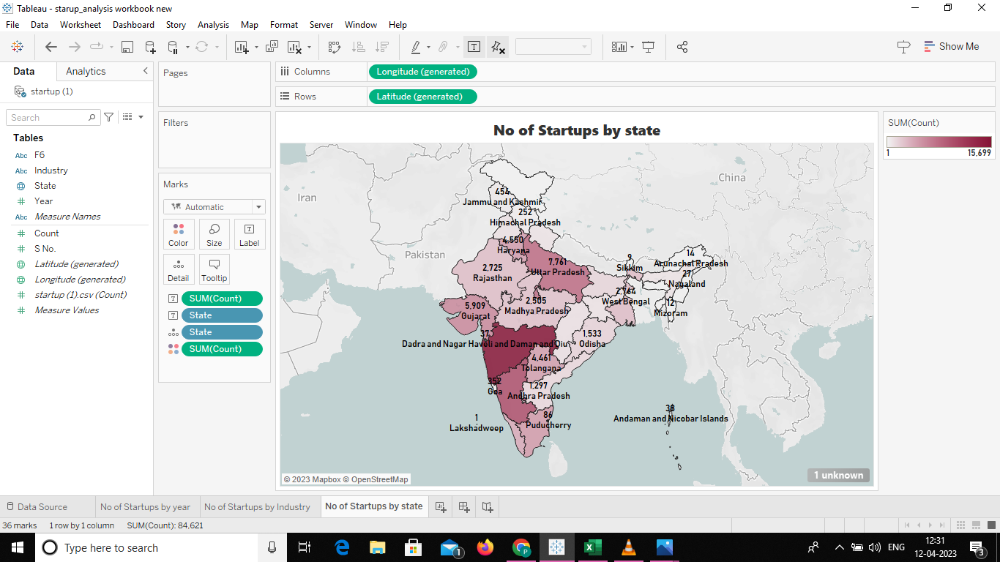 Tableau - starup_analysis workbook new
File Data Worksheet Dashboard Story Analysis Map Format Server Window Help
Show Me
Data Analytics
startup (1)
Search
Tables
Abc F6
Abc Industry
State
Year
Abc Measure Names
Count
S No.
Latitude (generated)
Longitude (generated)
startup (1).csv (Count)
Measure Values
Pages
Filters
Marks
Automatic
Color Size Label
Detail Tooltip
SUM(Count)
State
State
SUM(Count)
Columns Longitude (generated)
Rows Latitude (generated)
No of Startups by state
Iran
China
Pakistan
454
Jammu and Kashmir
252
Himachal Pradesh
4,550
Haryana
2,725
Rajasthan
7,761
Uttar Pradesh
9
Sikkim
14
Arunachal Pradesh
27
Nagaland
2,764
West Bengal
12
Mizoram
5,909
Gujarat
2,505
Madhya Pradesh
37
Dadra and Nagar Haveli and Daman and Diu
1,533
Odisha
4,461
Telangana
352
Goa
1,297
Andhra Pradesh
86
Puducherry
1
Lakshadweep
38
Andaman and Nicobar Islands
© 2023 Mapbox © OpenStreetMap
1 unknown
SUM(Count)
1 15,699
Data Source No of Startups by year No of Startups by Industry No of Startups by state
36 marks 1 row by 1 column SUM(Count): 84,621
Type here to search
1
ENG
12:31
12-04-2023
3